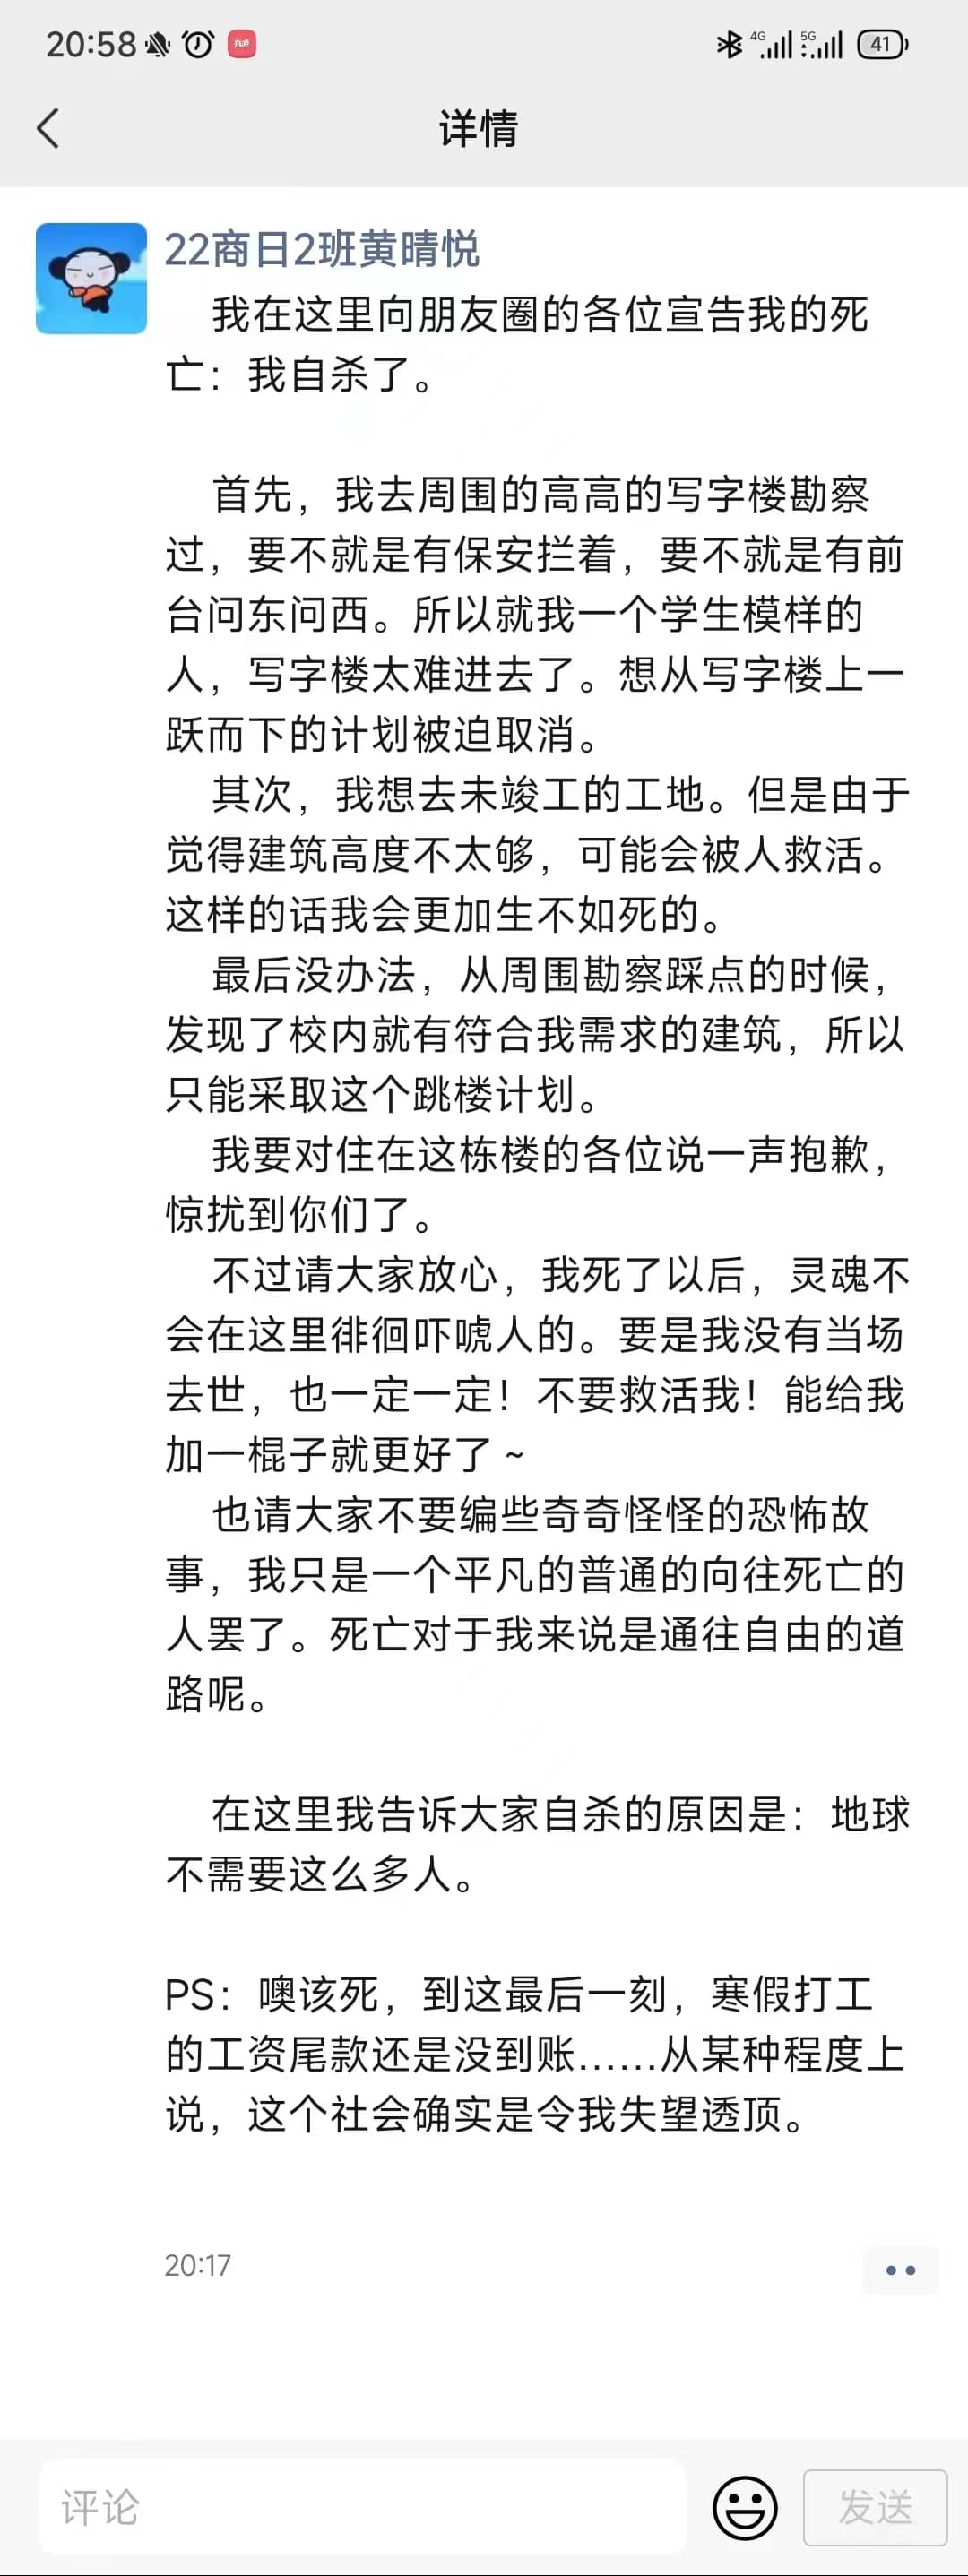 20:58
4G 5G 41
详情
22商日2班黄晴悦
我在这里向朋友圈的各位宣告我的死
亡：我自杀了。
首先，我去周围的高高的写字楼勘察
过，要不就是有保安拦着，要不就是有前
台问东问西。所以就我一个学生模样的
人，写字楼太难进去了。想从写字楼上一
跃而下的计划被迫取消。
其次，我想去未竣工的工地。但是由于
觉得建筑高度不太够，可能会被人救活。
这样的话我会更加生不如死的。
最后没办法，从周围勘察踩点的时候，
发现了校内就有符合我需求的建筑，所以
只能采取这个跳楼计划。
我要对住在这栋楼的各位说一声抱歉，
惊扰到你们了。
不过请大家放心，我死了以后，灵魂不
会在这里徘徊吓唬人的。要是我没有当场
去世，也一定一定！不要救活我！能给我
加一棍子就更好了～
也请大家不要编些奇奇怪怪的恐怖故
事，我只是一个平凡的普通的向往死亡的
人罢了。死亡对于我来说是通往自由的道
路呢。
在这里我告诉大家自杀的原因是：地球
不需要这么多人。
PS：噢该死，到这最后一刻，寒假打工
的工资尾款还是没到账……从某种程度上
说，这个社会确实是令我失望透顶。
20:17
评论
发送